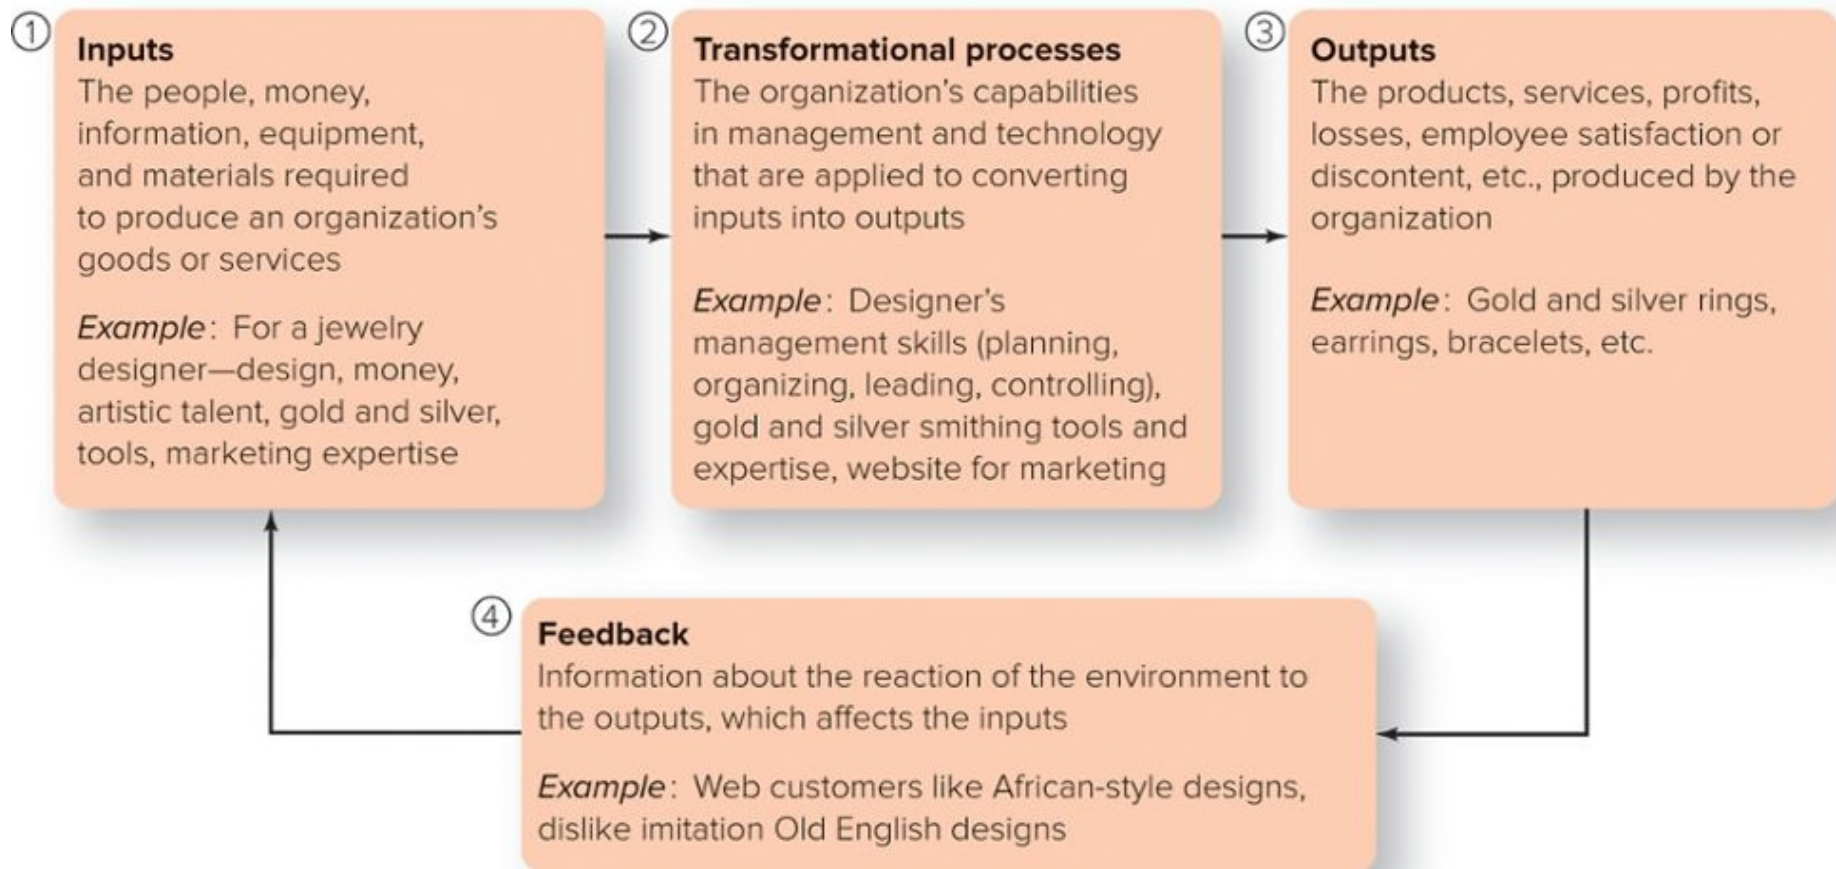 ①
Inputs
The people, money,
information, equipment,
and materials required
to produce an organization's
goods or services
Example: For a jewelry
designer—design, money,
artistic talent, gold and silver,
tools, marketing expertise
②
Transformational processes
The organization's capabilities
in management and technology
that are applied to converting
inputs into outputs
Example: Designer's
management skills (planning,
organizing, leading, controlling),
gold and silver smithing tools and
expertise, website for marketing
③
Outputs
The products, services, profits,
losses, employee satisfaction or
discontent, etc., produced by the
organization
Example: Gold and silver rings,
earrings, bracelets, etc.
④
Feedback
Information about the reaction of the environment to
the outputs, which affects the inputs
Example: Web customers like African-style designs,
dislike imitation Old English designs